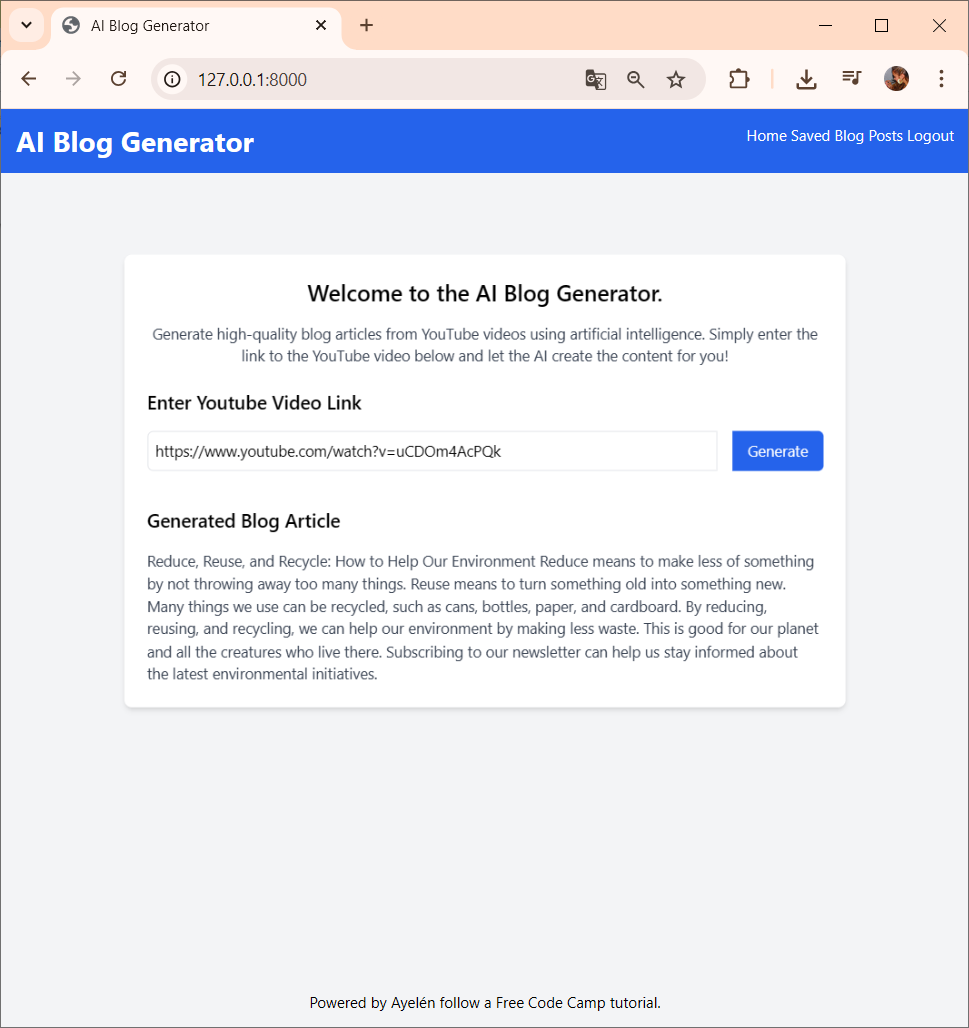 AI Blog Generator
127.0.0.1:8000
AI Blog Generator
Home Saved Blog Posts Logout
Welcome to the AI Blog Generator.
Generate high-quality blog articles from YouTube videos using artificial intelligence. Simply enter the
link to the YouTube video below and let the AI create the content for you!
Enter Youtube Video Link
https://www.youtube.com/watch?v=uCDOm4AcPQk
Generate
Generated Blog Article
Reduce, Reuse, and Recycle: How to Help Our Environment Reduce means to make less of something
by not throwing away too many things. Reuse means to turn something old into something new.
Many things we use can be recycled, such as cans, bottles, paper, and cardboard. By reducing,
reusing, and recycling, we can help our environment by making less waste. This is good for our planet
and all the creatures who live there. Subscribing to our newsletter can help us stay informed about
the latest environmental initiatives.
Powered by Ayelén follow a Free Code Camp tutorial.